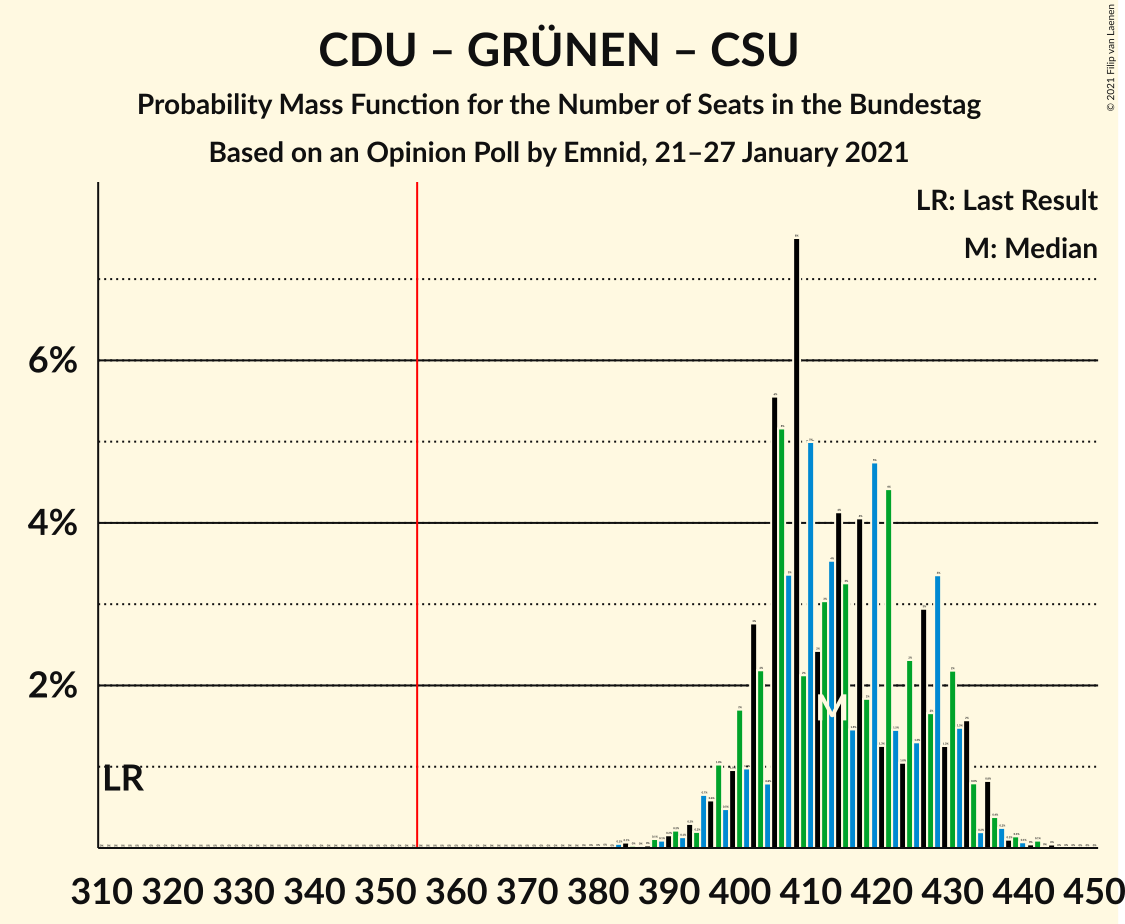 CDU – GRÜNEN – CSU
Probability Mass Function for the Number of Seats in the Bundestag
Based on an Opinion Poll by Emnid, 21–27 January 2021
© 2021 Filip van Laenen
LR: Last Result
M: Median
6%
4%
2%
M
LR
310 320 330 340 350 360 370 380 390 400 410 420 430 440 450